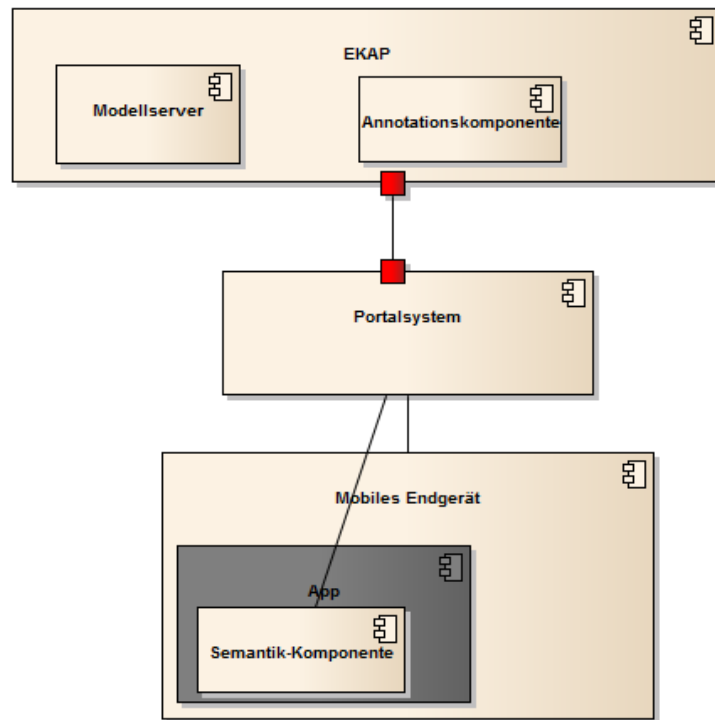 EKAP
Modellserver
Annotationskomponente
Portalsystem
Mobiles Endgerät
App
Semantik-Komponente